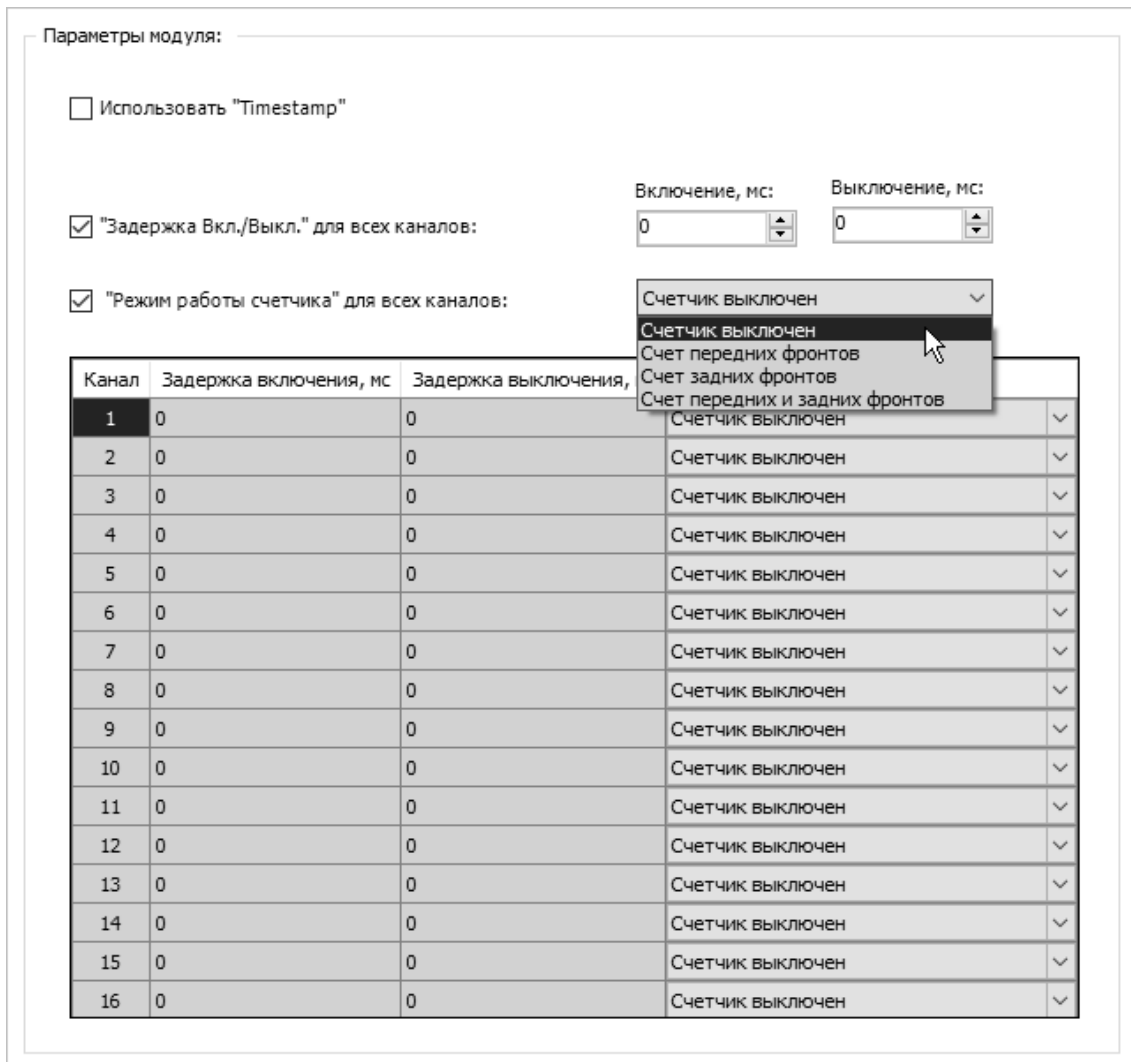 Параметры модуля:
Использовать "Timestamp"
Включение, мс: Выключение, мс:
"Задержка Вкл./Выкл." для всех каналов: 0 0
"Режим работы счетчика" для всех каналов: Счетчик выключен
Счетчик выключен
Счет передних фронтов
Счет задних фронтов
Счет передних и задних фронтов
Канал Задержка включения, мс Задержка выключения,
1 0 0 Счетчик выключен
2 0 0 Счетчик выключен
3 0 0 Счетчик выключен
4 0 0 Счетчик выключен
5 0 0 Счетчик выключен
6 0 0 Счетчик выключен
7 0 0 Счетчик выключен
8 0 0 Счетчик выключен
9 0 0 Счетчик выключен
10 0 0 Счетчик выключен
11 0 0 Счетчик выключен
12 0 0 Счетчик выключен
13 0 0 Счетчик выключен
14 0 0 Счетчик выключен
15 0 0 Счетчик выключен
16 0 0 Счетчик выключен